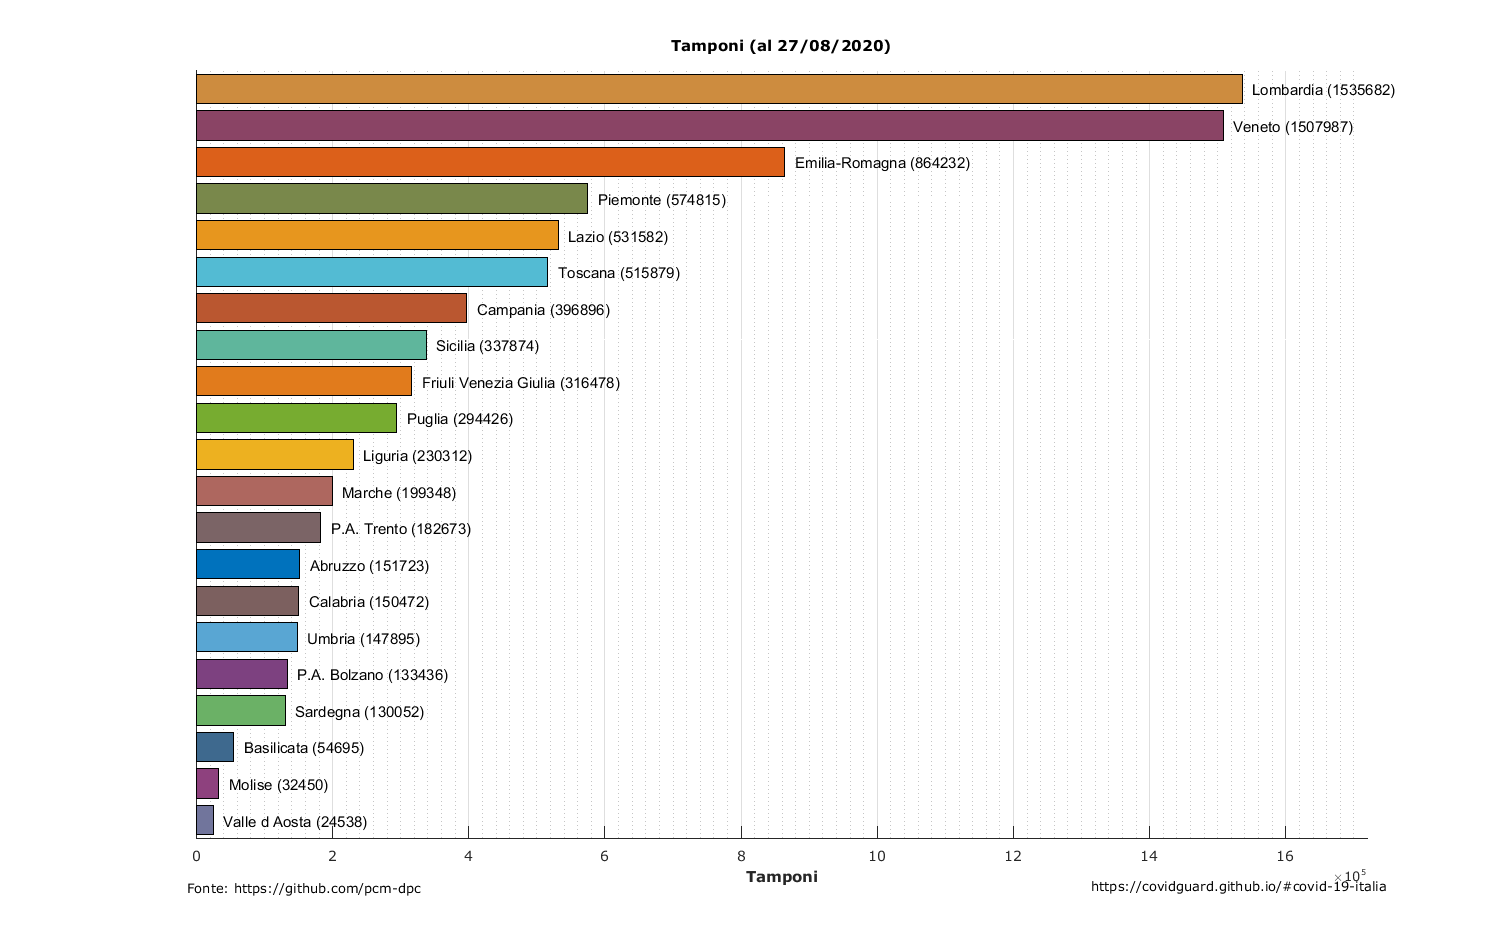 Tamponi (al 27/08/2020)
Lombardia (1535682)
Veneto (1507987)
Emilia-Romagna (864232)
Piemonte (574815)
Lazio (531582)
Toscana (515879)
Campania (396896)
Sicilia (337874)
Friuli Venezia Giulia (316478)
Puglia (294426)
Liguria (230312)
Marche (199348)
P.A. Trento (182673)
Abruzzo (151723)
Calabria (150472)
Umbria (147895)
P.A. Bolzano (133436)
Sardegna (130052)
Basilicata (54695)
Molise (32450)
Valle d Aosta (24538)
0 2 4 6 8 10 12 14 16
×10⁵
Tamponi
Fonte: https://github.com/pcm-dpc
https://covidguard.github.io/#covid-19-italia